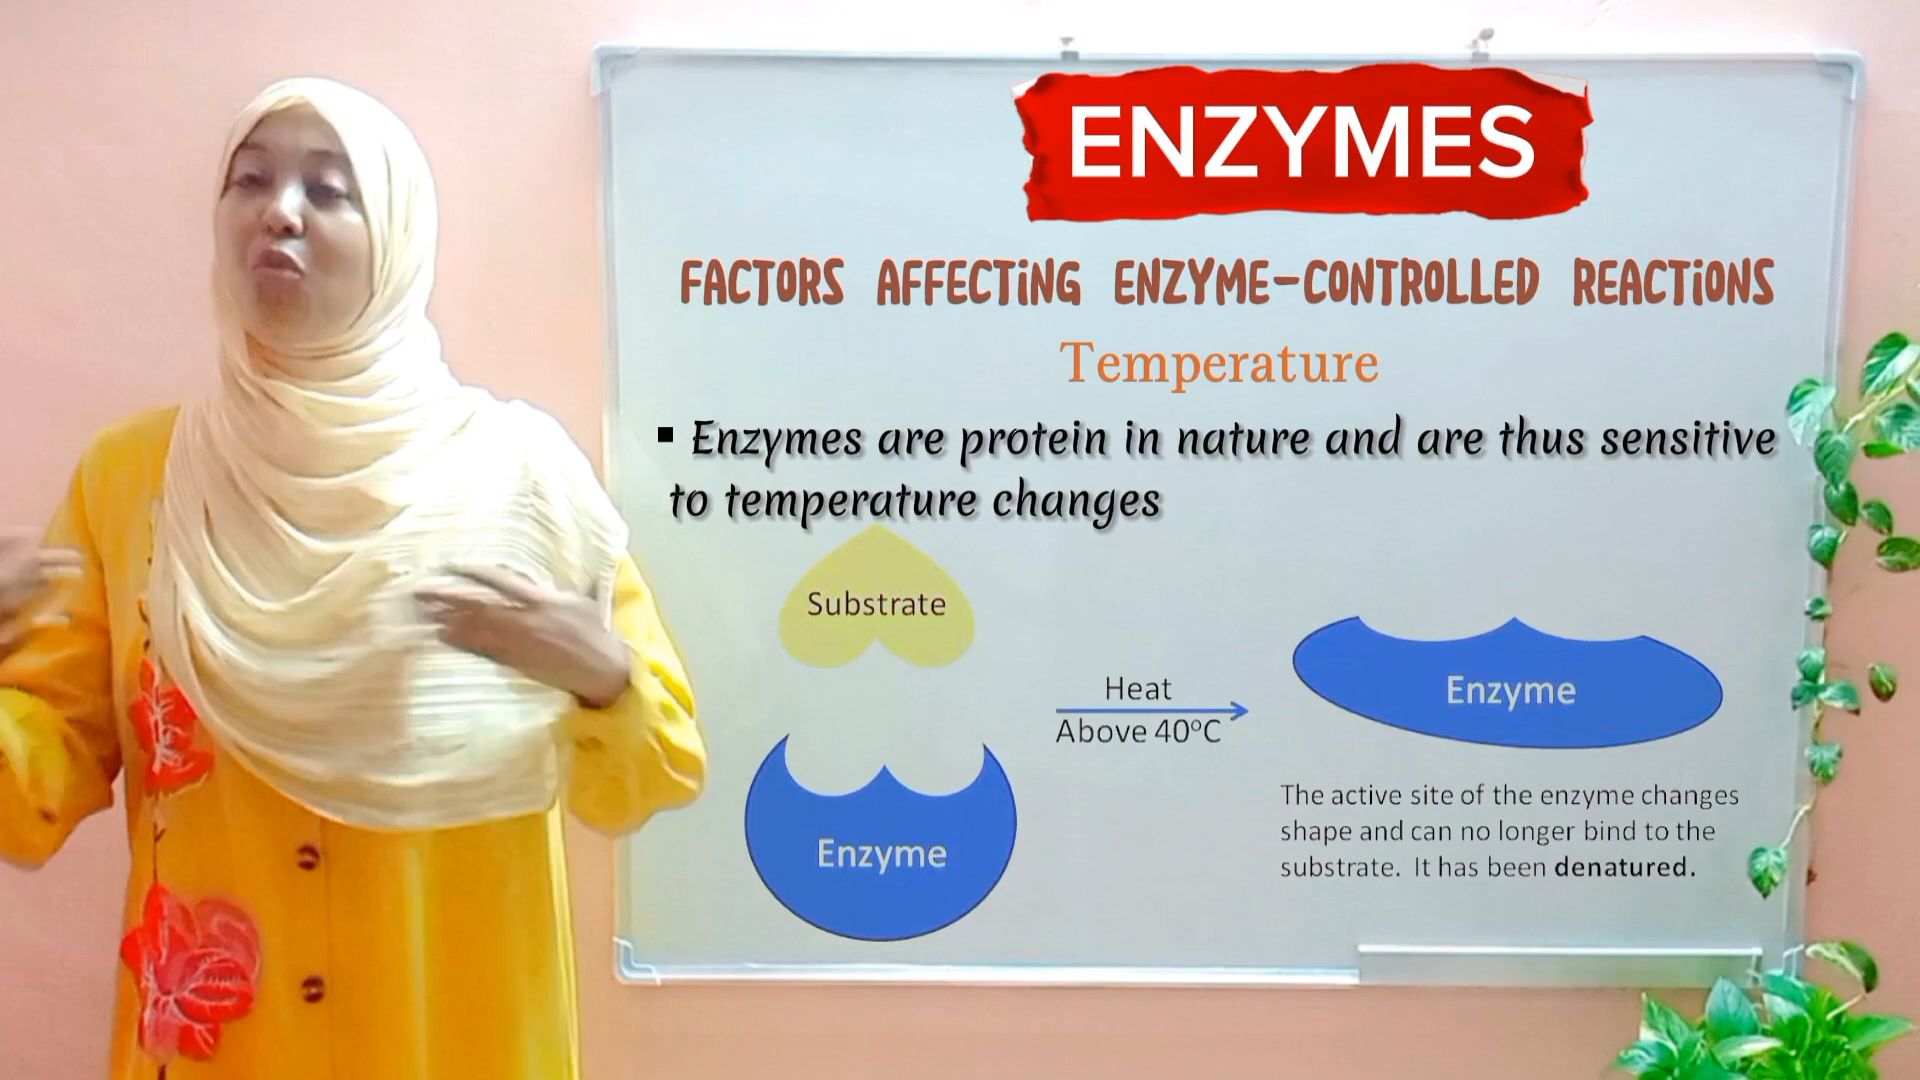 ENZYMES
FACTORS AFFECTING ENZYME-CONTROLLED REACTIONS
Temperature
▪ Enzymes are protein in nature and are thus sensitive
to temperature changes
Substrate
Enzyme
Heat
Above 40°C
Enzyme
The active site of the enzyme changes
shape and can no longer bind to the
substrate. It has been denatured.